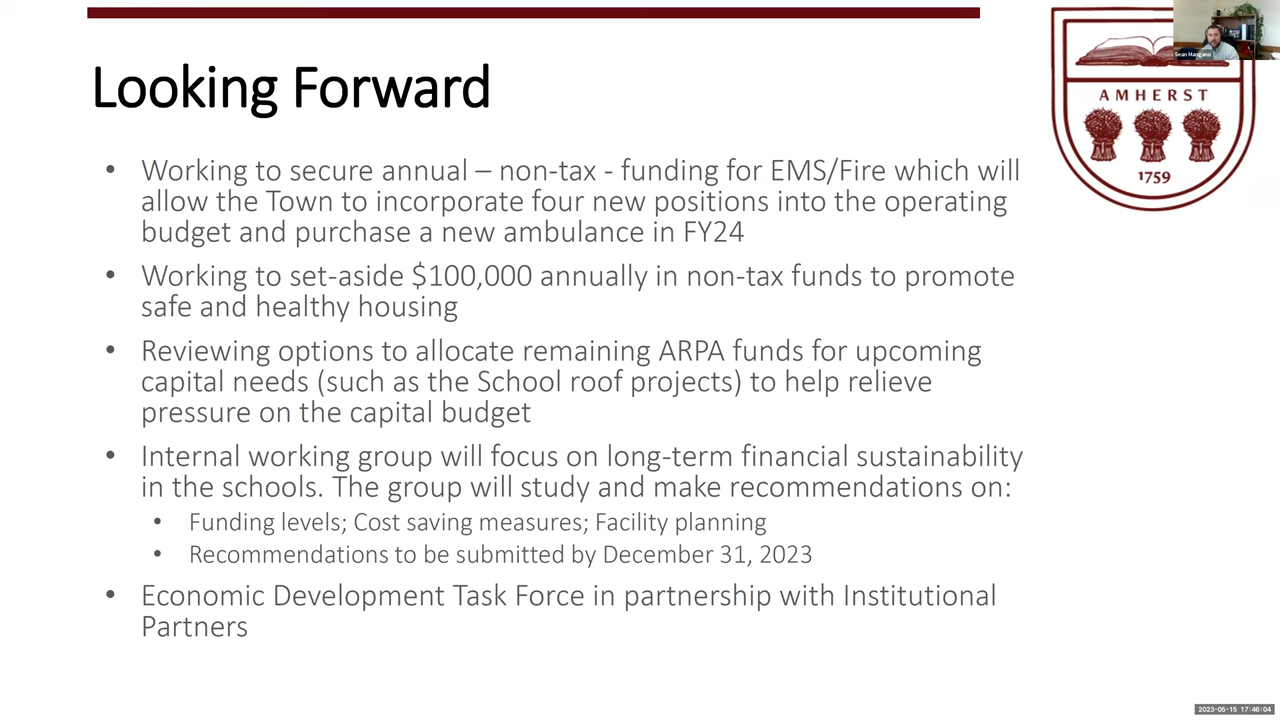 Looking Forward
• Working to secure annual – non-tax - funding for EMS/Fire which will
allow the Town to incorporate four new positions into the operating
budget and purchase a new ambulance in FY24
• Working to set-aside $100,000 annually in non-tax funds to promote
safe and healthy housing
• Reviewing options to allocate remaining ARPA funds for upcoming
capital needs (such as the School roof projects) to help relieve
pressure on the capital budget
• Internal working group will focus on long-term financial sustainability
in the schools. The group will study and make recommendations on:
• Funding levels; Cost saving measures; Facility planning
• Recommendations to be submitted by December 31, 2023
• Economic Development Task Force in partnership with Institutional
Partners
AMHERST
1759
Sean Mangano
2023-05-15 17:46:04